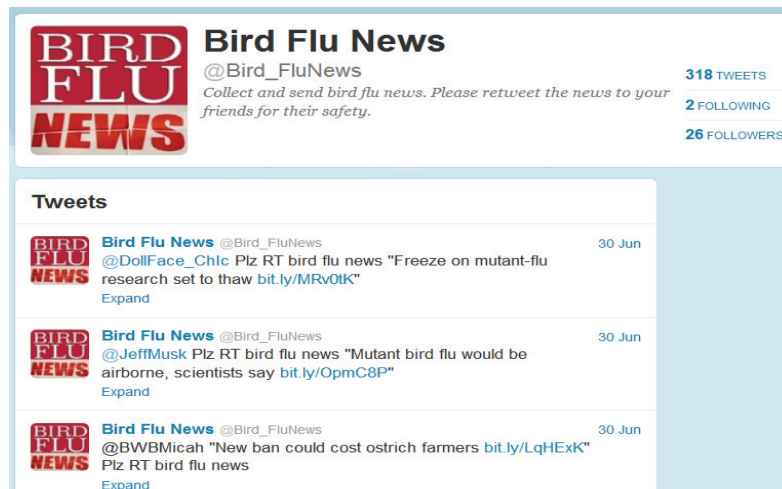 BIRD
FLU
NEWS
Bird Flu News
@Bird_FluNews
Collect and send bird flu news. Please retweet the news to your
friends for their safety.
318 TWEETS
2 FOLLOWING
26 FOLLOWERS
Tweets
BIRD
FLU
NEWS
Bird Flu News @Bird_FluNews 30 Jun
@DollFace_ChIc Plz RT bird flu news "Freeze on mutant-flu
research set to thaw bit.ly/MRv0tK"
Expand
BIRD
FLU
NEWS
Bird Flu News @Bird_FluNews 30 Jun
@JeffMusk Plz RT bird flu news "Mutant bird flu would be
airborne, scientists say bit.ly/OpmC8P"
Expand
BIRD
FLU
NEWS
Bird Flu News @Bird_FluNews 30 Jun
@BWBMicah "New ban could cost ostrich farmers bit.ly/LqHExK"
Plz RT bird flu news
Expand